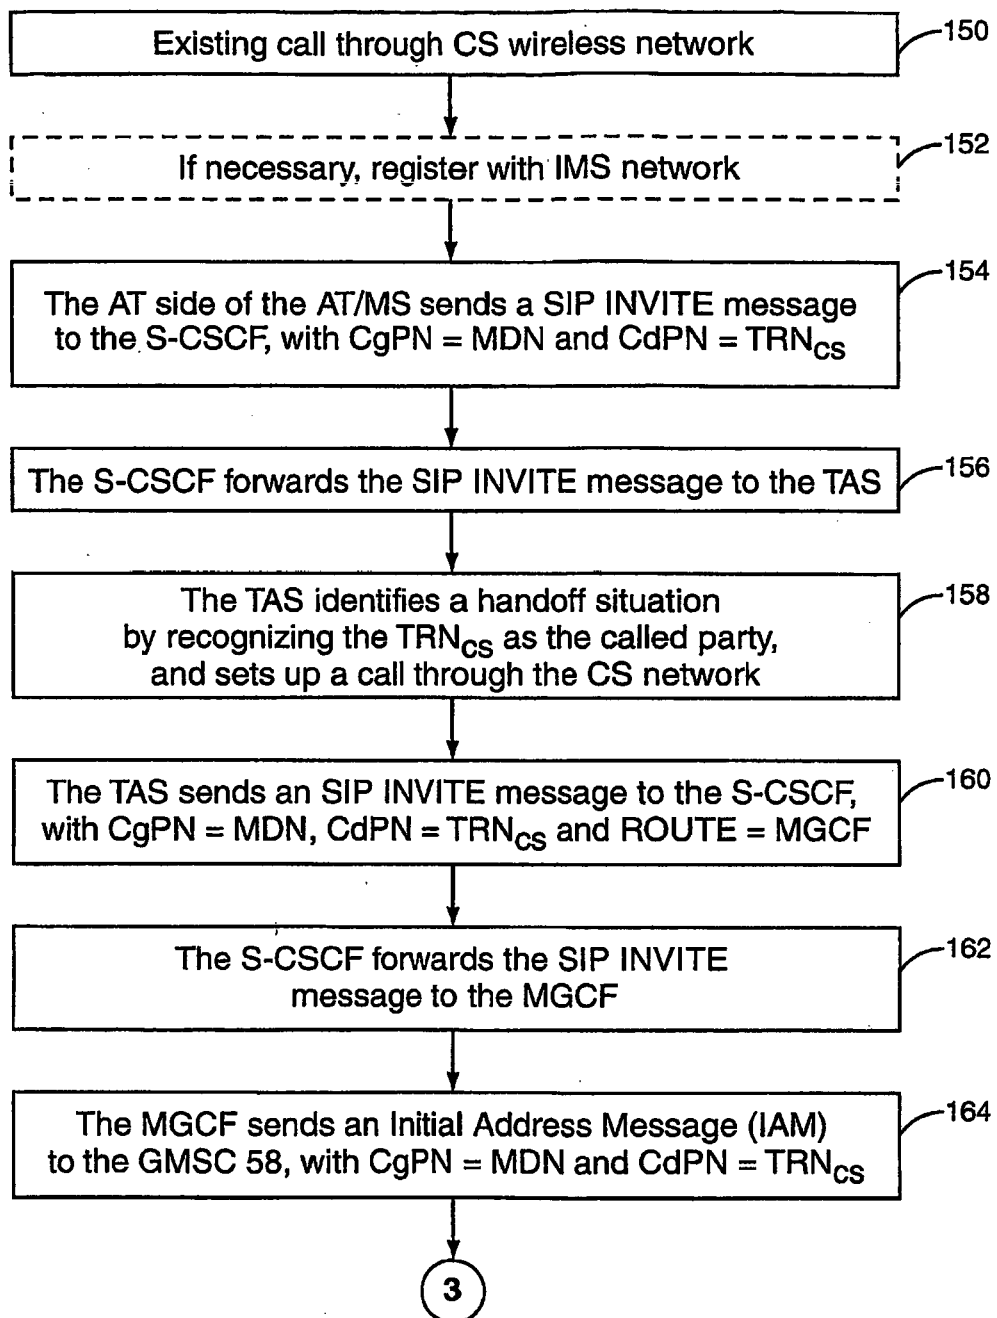 Existing call through CS wireless network
150
If necessary, register with IMS network
152
The AT side of the AT/MS sends a SIP INVITE message
to the S-CSCF, with CgPN = MDN and CdPN = TRNCS
154
The S-CSCF forwards the SIP INVITE message to the TAS
156
The TAS identifies a handoff situation
by recognizing the TRNCS as the called party,
and sets up a call through the CS network
158
The TAS sends an SIP INVITE message to the S-CSCF,
with CgPN = MDN, CdPN = TRNCS and ROUTE = MGCF
160
The S-CSCF forwards the SIP INVITE
message to the MGCF
162
The MGCF sends an Initial Address Message (IAM)
to the GMSC 58, with CgPN = MDN and CdPN = TRNCS
164
3